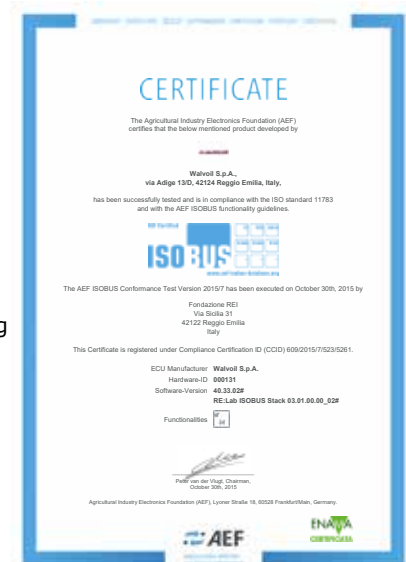 CERTIFICATE
The Agricultural Industry Electronics Foundation (AEF)
certifies that the below mentioned product developed by
Walvoil S.p.A.,
via Adige 13/D, 42124 Reggio Emilia, Italy,
has been successfully tested and is in compliance with the ISO standard 11783
and with the AEF ISOBUS functionality guidelines.
ISOBUS
The AEF ISOBUS Conformance Test Version 2015/7 has been executed on October 30th, 2015 by
Fondazione REI
Via Sicilia 31
42122 Reggio Emilia
Italy
g
This Certificate is registered under Compliance Certification ID (CCID) 609/2015/7/523/5261.
ECU Manufacturer Walvoil S.p.A.
Hardware-ID 000131
Software-Version 40.33.02#
RE:Lab ISOBUS Stack 03.01.00.00_02#
Functionalities
Peter van der Vlugt, Chairman,
October 30th, 2015
Agricultural Industry Electronics Foundation (AEF), Lyoner Straße 18, 60528 Frankfurt/Main, Germany.
AEF
ENAMA
CERTIFICATA